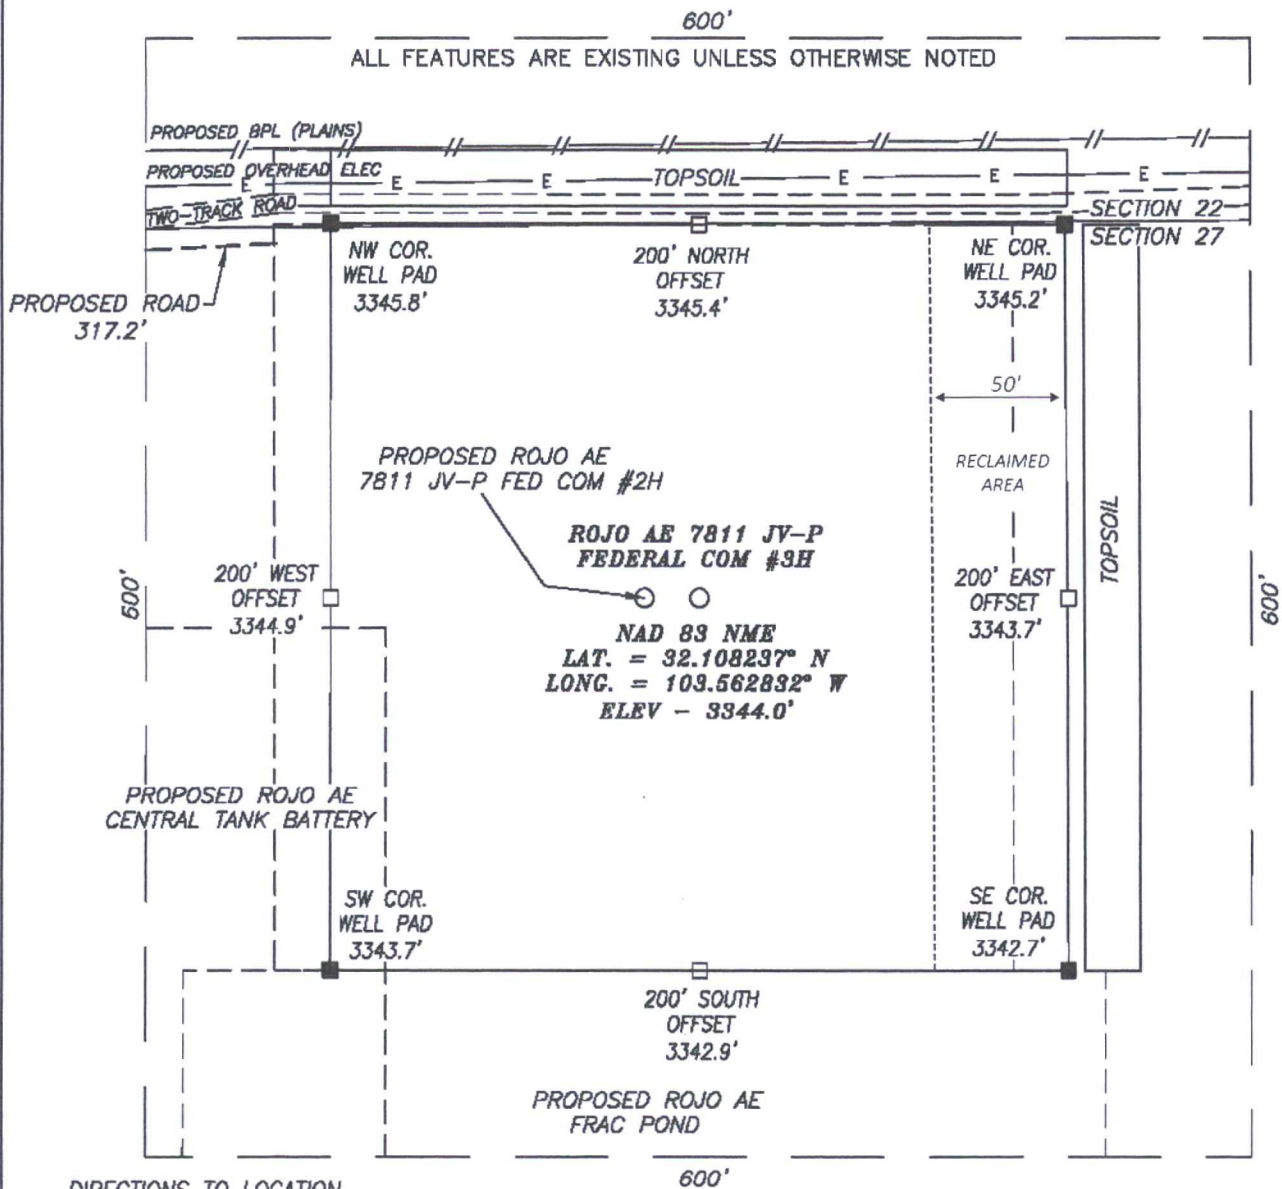 600'
ALL FEATURES ARE EXISTING UNLESS OTHERWISE NOTED
PROPOSED BPL (PLAINS)
PROPOSED OVERHEAD ELEC
E E E TOPSOIL E E E
TWO-TRACK ROAD
SECTION 22
SECTION 27
NW COR.
WELL PAD
3345.8'
200' NORTH
OFFSET
3345.4'
NE COR.
WELL PAD
3345.2'
PROPOSED ROAD
317.2'
50'
RECLAIMED
AREA
PROPOSED ROJO AE
7811 JV-P FED COM #2H
ROJO AE 7811 JV-P
FEDERAL COM #3H
TOPSOIL
600'
200' WEST
OFFSET
3344.9'
200' EAST
OFFSET
3343.7'
600'
NAD 83 NME
LAT. = 32.108237° N
LONG. = 103.562832° W
ELEV - 3344.0'
PROPOSED ROJO AE
CENTRAL TANK BATTERY
SW COR.
WELL PAD
3343.7'
SE COR.
WELL PAD
3342.7'
200' SOUTH
OFFSET
3342.9'
PROPOSED ROJO AE
FRAC POND
600'
DIRECTIONS TO LOCATION